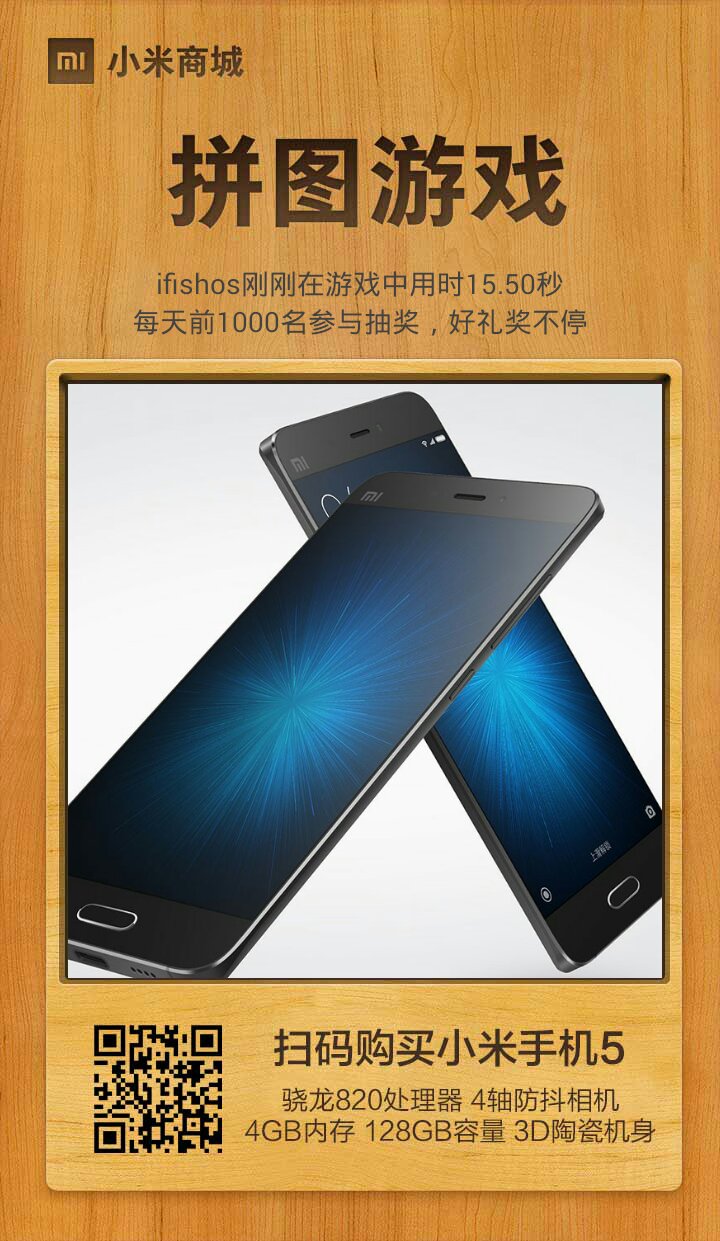 小米商城
拼图游戏
ifishos刚刚在游戏中用时15.50秒
每天前1000名参与抽奖，好礼奖不停
上滑解锁
扫码购买小米手机5
骁龙820处理器 4轴防抖相机
4GB内存 128GB容量 3D陶瓷机身